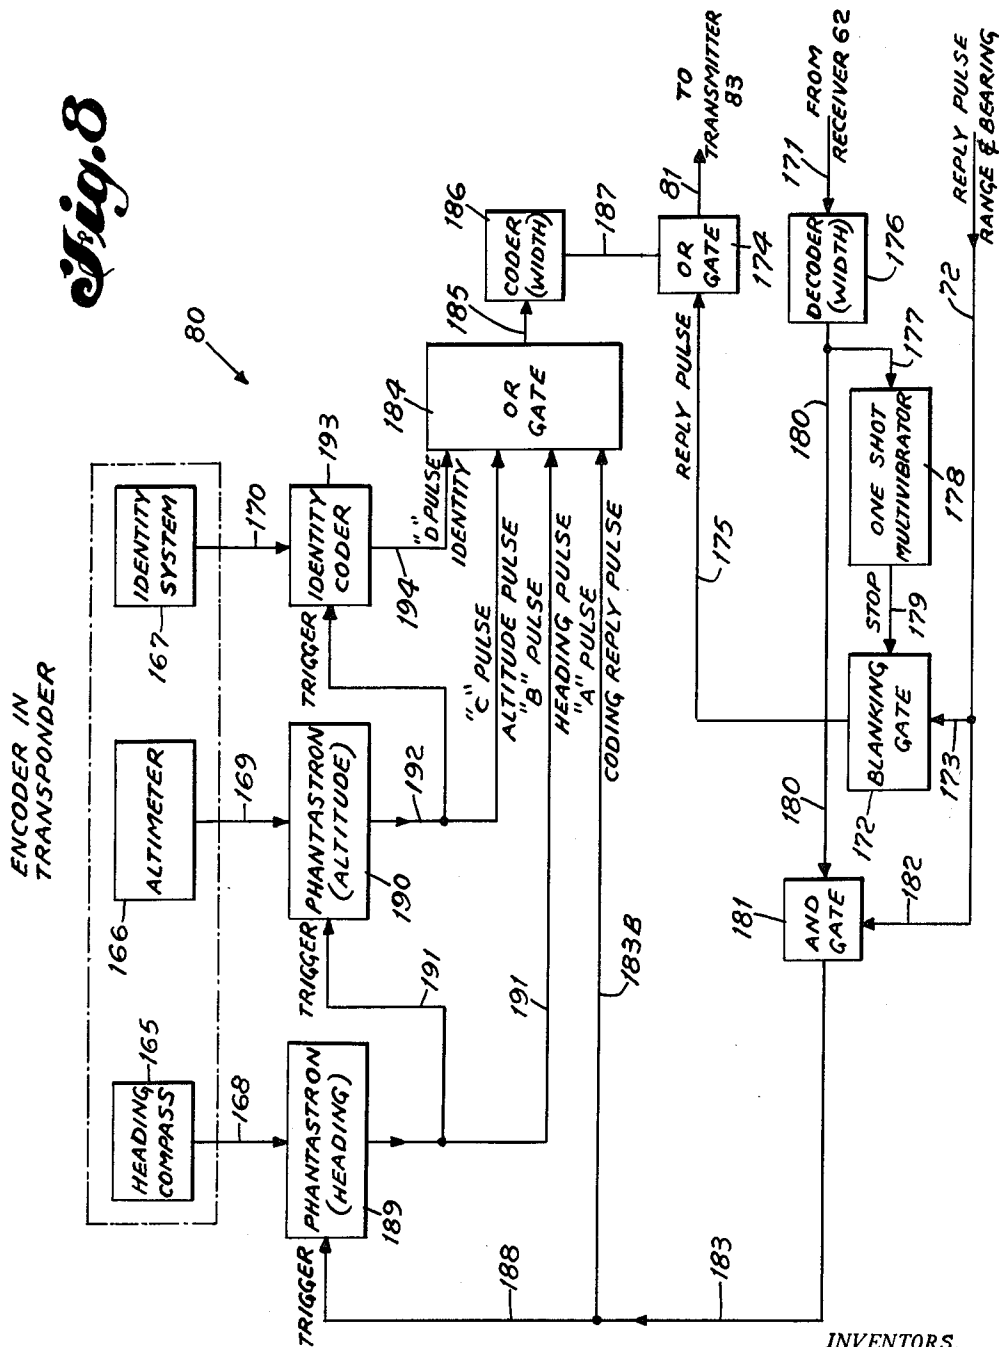 Fig. 8
ENCODER IN
TRANSPONDER
80
HEADING
COMPASS
165
ALTIMETER
166
IDENTITY
SYSTEM
167
168
169
170
TRIGGER
PHANTASTRON
(HEADING)
189
TRIGGER
PHANTASTRON
(ALTITUDE)
190
TRIGGER
IDENTITY
CODER
193
191
192
194
"D PULSE
IDENTITY
"C" PULSE
ALTITUDE PULSE
"B" PULSE
HEADING PULSE
"A" PULSE
CODING REPLY PULSE
191
183B
184
OR
GATE
185
186
CODER
(WIDTH)
187
188
183
REPLY PULSE
175
OR
GATE
174
81
TO
TRANSMITTER
83
181
AND
GATE
180
180
182
172
BLANKING
GATE
173
STOP
179
ONE SHOT
MULTIVIBRATOR
178
177
DECODER
(WIDTH)
176
171
FROM
RECEIVER 62
72
REPLY PULSE
RANGE & BEARING
INVENTORS.